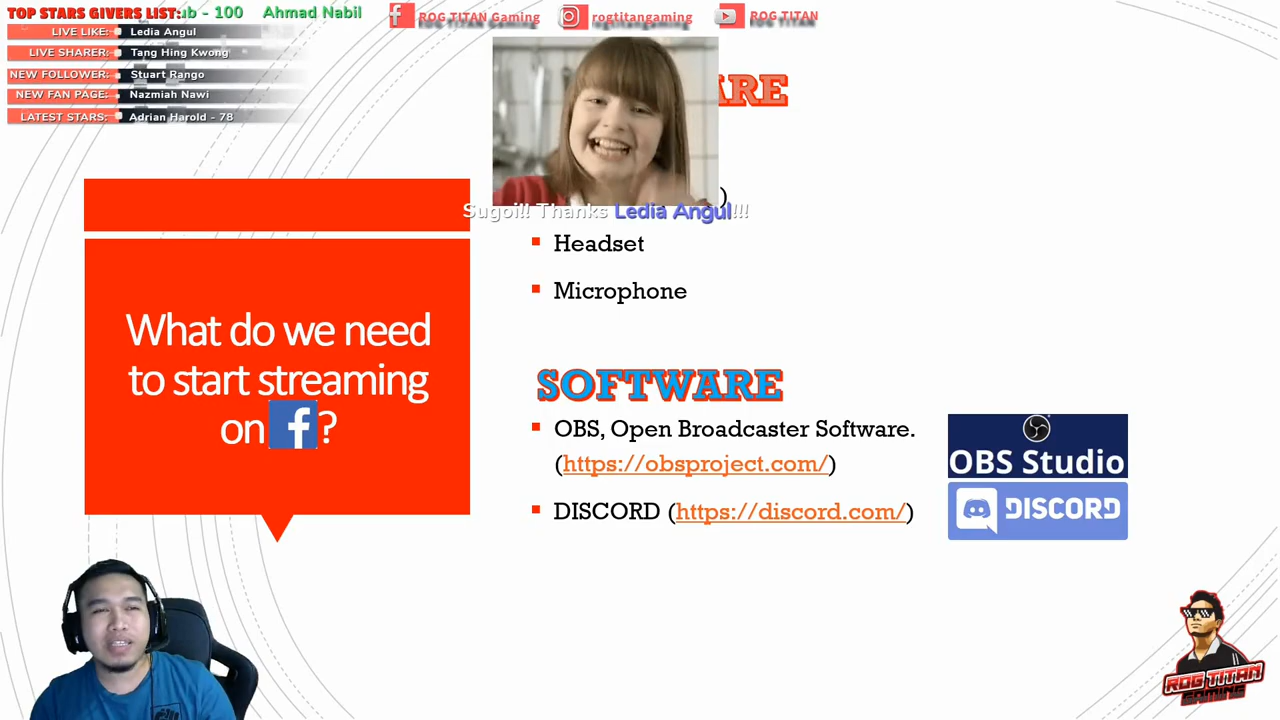 TOP STARS GIVERS LIST: ub - 100 Ahmad Nabil
LIVE LIKE: Ledia Angul
LIVE SHARER: Tang Hing Kwong
NEW FOLLOWER: Stuart Rango
NEW FAN PAGE: Nazmiah Nawi
LATEST STARS: Adrian Harold - 78
ROG TITAN Gaming
rogtitangaming
ROG TITAN
ARE
)
Sugoi!! Thanks Ledia Angul!!!
Headset
Microphone
What do we need
to start streaming
on f?
SOFTWARE
OBS, Open Broadcaster Software.
(https://obsproject.com/)
DISCORD (https://discord.com/)
OBS Studio
DISCORD
ROG TITAN
GAMING